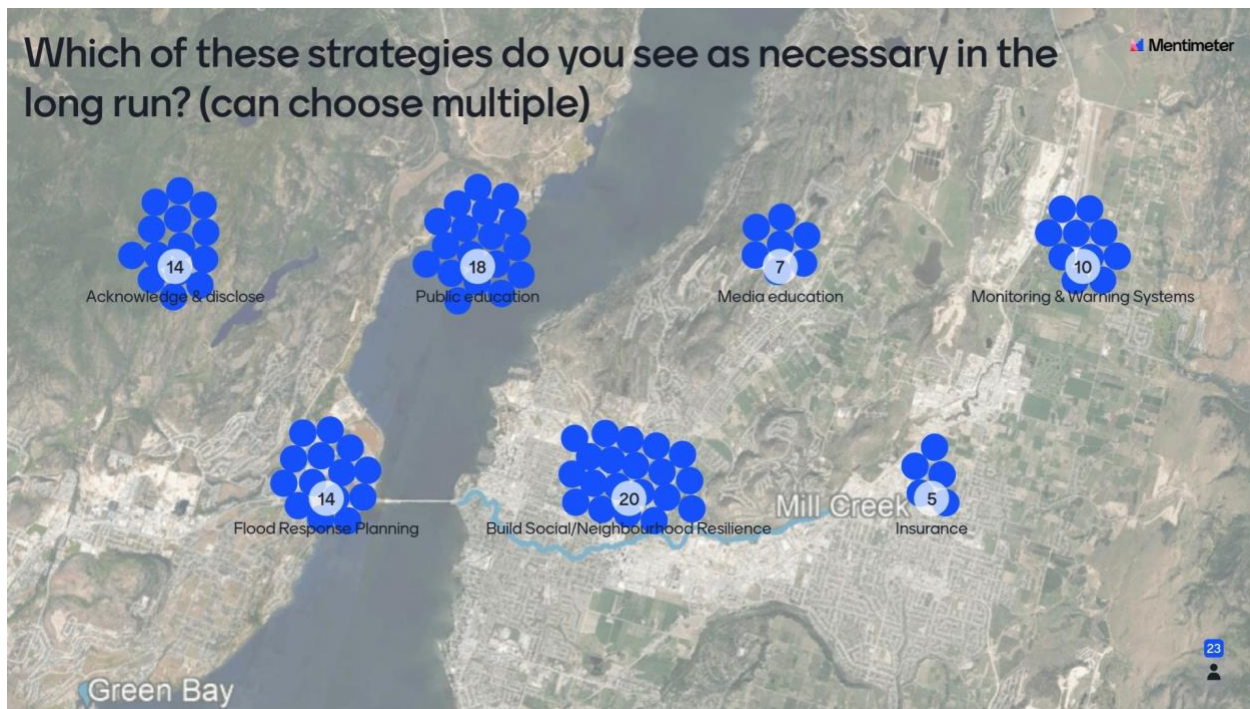 Which of these strategies do you see as necessary in the
long run? (can choose multiple)
Mentimeter
14
Acknowledge & disclose
18
Public education
7
Media education
10
Monitoring & Warning Systems
14
Flood Response Planning
20
Build Social/Neighbourhood Resilience
5
Insurance
Mill Creek
23
Green Bay